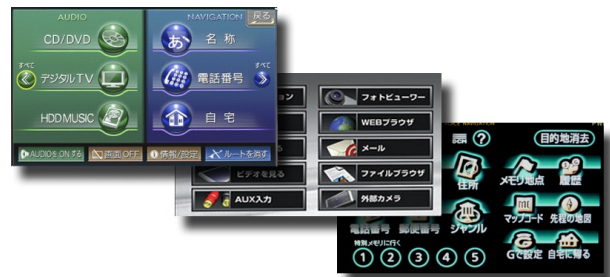 AUDIO
NAVIGATION
戻る
CD/DVD
名称
すべて
デジタルTV
電話番号
すべて
HDD MUSIC
自宅
AUDIOを ONする
画面 OFF
情報/設定
ルートを消す
ョン
フォトビューワー
WEBブラウザ
メール
ビデオを見る
ファイルブラウザ
AUX入力
外部カメラ
NAVIGATION
?
目的地消去
住所
メモリ地点
履歴
マップコード
先程の地図
電話番号
郵便番号
ジャンル
特別メモリに行く
1 2 3 4 5
Gで設定
自宅に帰る